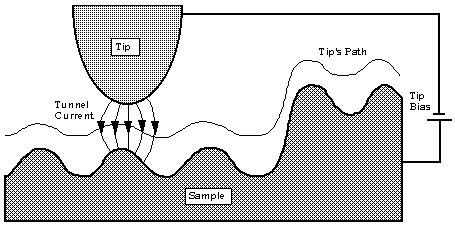 Tip
Tip's Path
Tunnel
Current
Tip
Bias
Sample